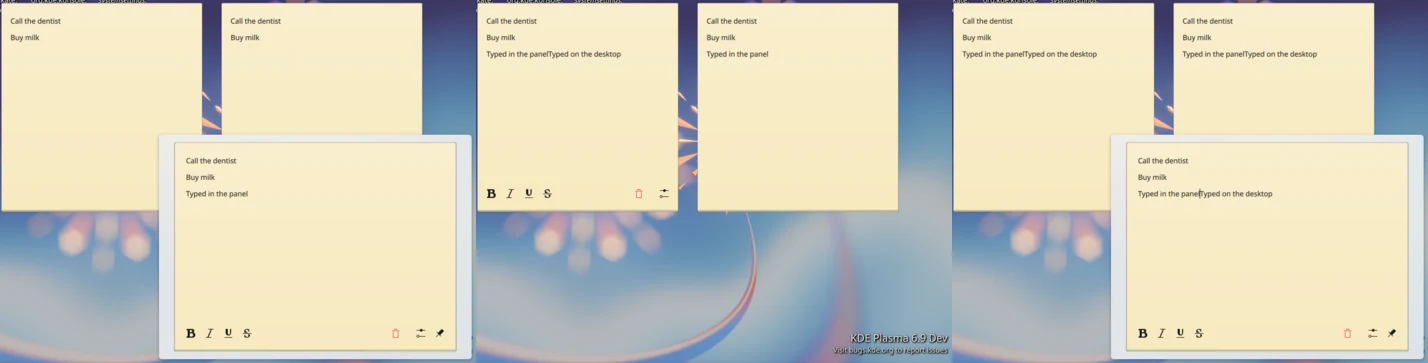 Call the dentist
Buy milk
Call the dentist
Buy milk
Call the dentist
Buy milk
Typed in the panel
B I U S
Call the dentist
Buy milk
Typed in the panelTyped on the desktop
B I U S
Call the dentist
Buy milk
Typed in the panel
KDE Plasma 6.9 Dev
Visit bugs.kde.org to report issues
Call the dentist
Buy milk
Typed in the panelTyped on the desktop
Call the dentist
Buy milk
Typed in the panelTyped on the desktop
Call the dentist
Buy milk
Typed in the panelTyped on the desktop
B I U S